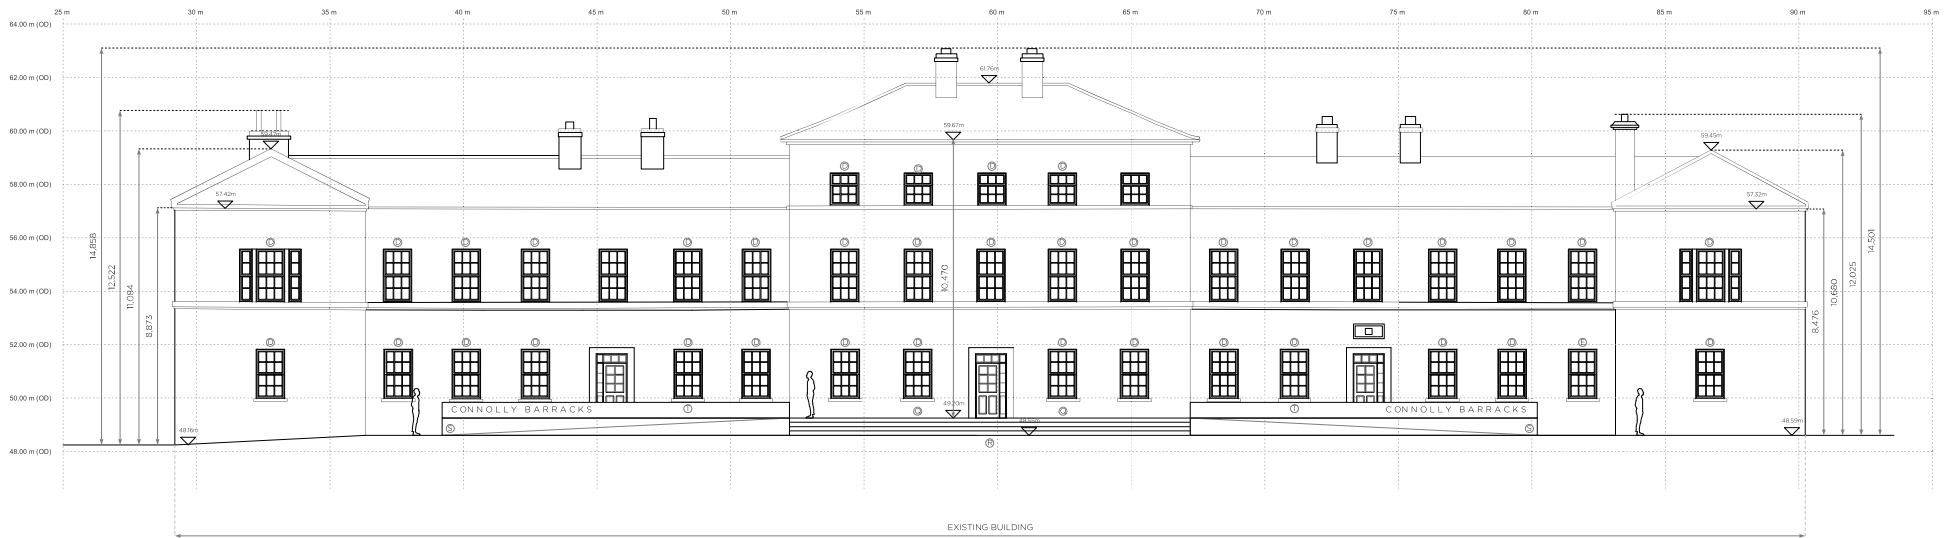 25 m 30 m 35 m 40 m 45 m 50 m 55 m 60 m 65 m 70 m 75 m 80 m 85 m 90 m 95 m
64.00 m (OD)
62.00 m (OD)
61.76m
60.00 m (OD)
59.67m
59.45m
58.00 m (OD)
57.42m
57.32m
56.00 m (OD)
54.00 m (OD)
52.00 m (OD)
50.00 m (OD)
48.00 m (OD)
14,858
12,522
11,084
8,873
10,470
8,476
10,680
12,025
14,501
D D D D
D D D D D D D D D D D D D D D D
D D D D D D D D D D D D D E D
CONNOLLY BARRACKS T G G T CONNOLLY BARRACKS
49.20m
S S
48.16m 48.59m
R
EXISTING BUILDING